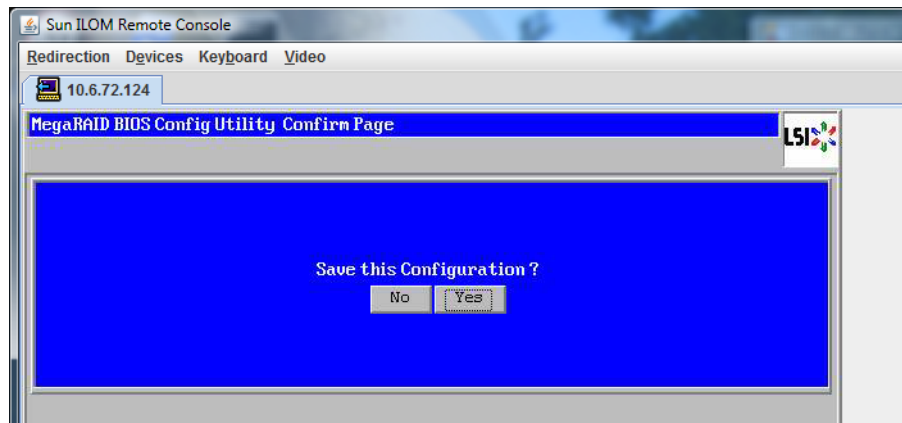 Sun ILOM Remote Console
Redirection Devices Keyboard Video
10.6.72.124
MegaRAID BIOS Config Utility Confirm Page
LSI
Save this Configuration ?
No Yes